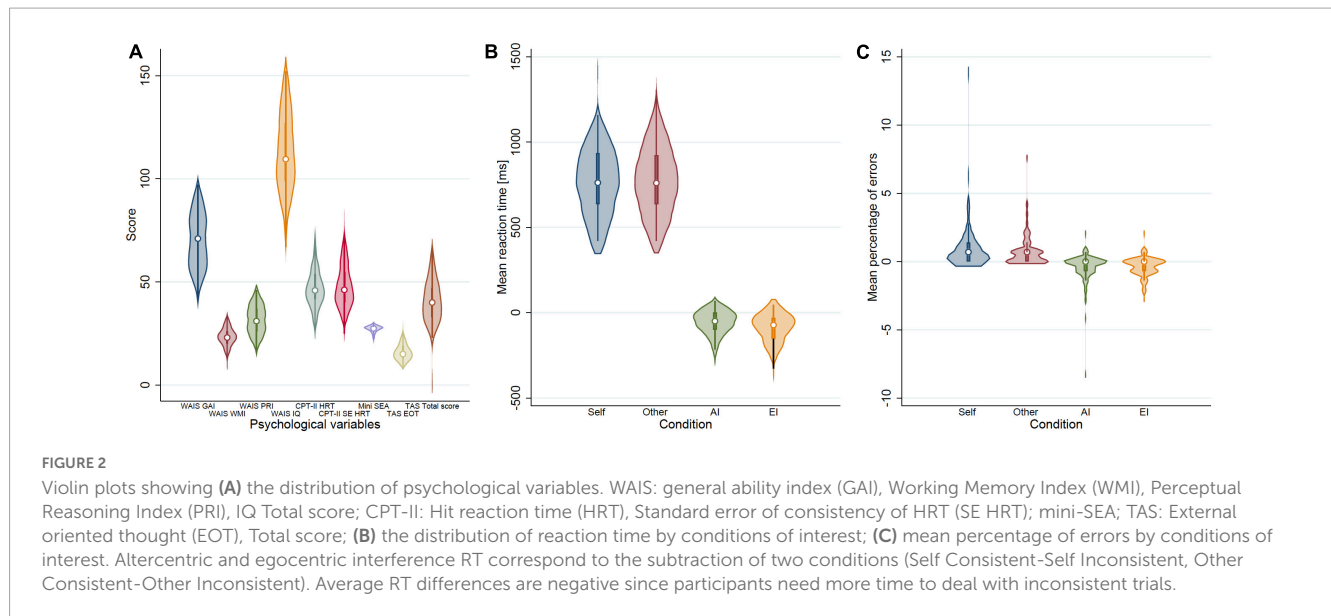 A
Score
150
100
50
0
WAIS GAI WAIS PRI CPT-II HRT Mini SEA TAS Total score
WAIS WMI WAIS IQ CPT-II SE HRT TAS EOT
Psychological variables
B
Mean reaction time [ms]
1500
1000
500
0
-500
Self Other AI EI
Condition
C
Mean percentage of errors
15
10
5
0
-5
-10
Self Other AI EI
Condition
FIGURE 2
Violin plots showing (A) the distribution of psychological variables. WAIS: general ability index (GAI), Working Memory Index (WMI), Perceptual
Reasoning Index (PRI), IQ Total score; CPT-II: Hit reaction time (HRT), Standard error of consistency of HRT (SE HRT); mini-SEA; TAS: External
oriented thought (EOT), Total score; (B) the distribution of reaction time by conditions of interest; (C) mean percentage of errors by conditions of
interest. Altercentric and egocentric interference RT correspond to the subtraction of two conditions (Self Consistent-Self Inconsistent, Other
Consistent-Other Inconsistent). Average RT differences are negative since participants need more time to deal with inconsistent trials.